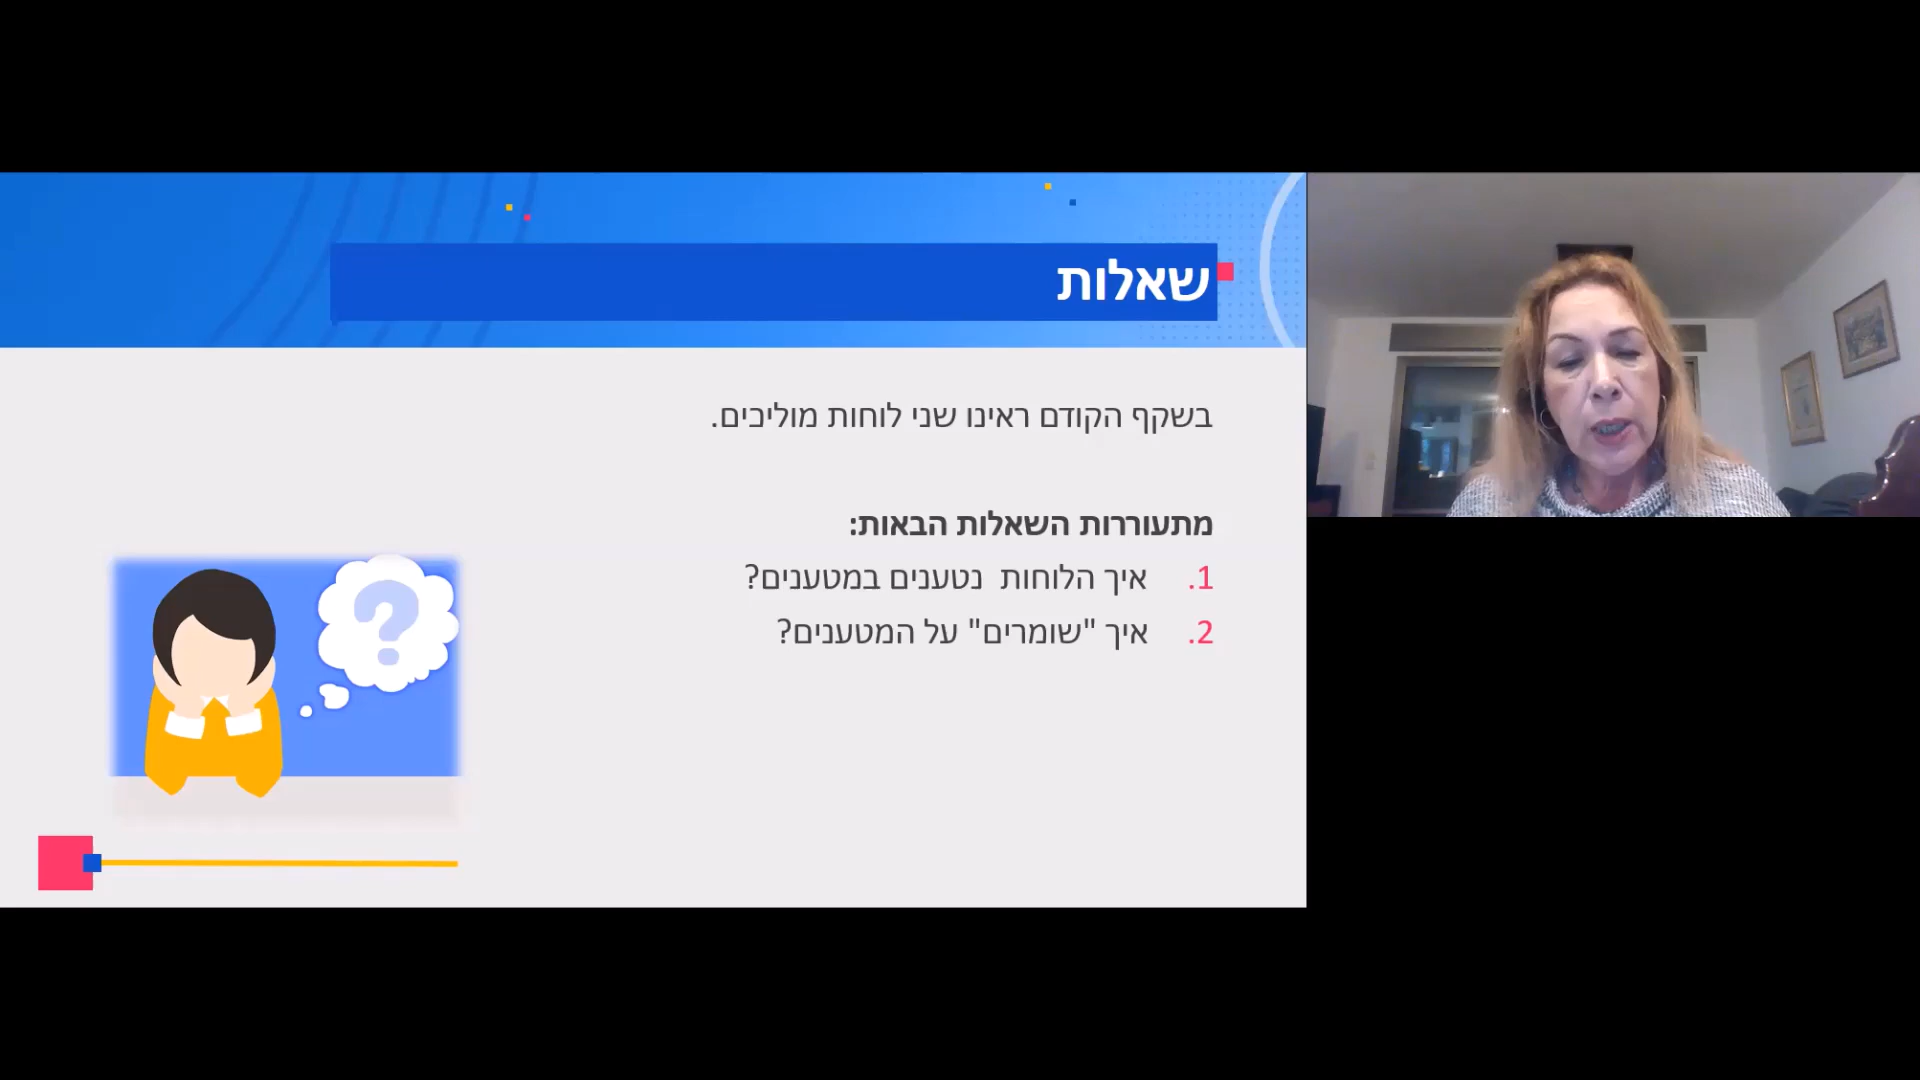 שאלות
בשקף הקודם ראינו שני לוחות מוליכים.
מתעוררות השאלות הבאות:
1. איך הלוחות נטענים במטענים?
2. איך "שומרים" על המטענים?
?